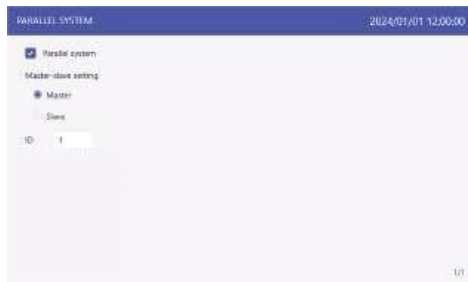 PARALLEL SYSTEM 2024/01/01 12:00:00
Parallel system
Master-slave setting
Master
Slave
ID 1
1/1